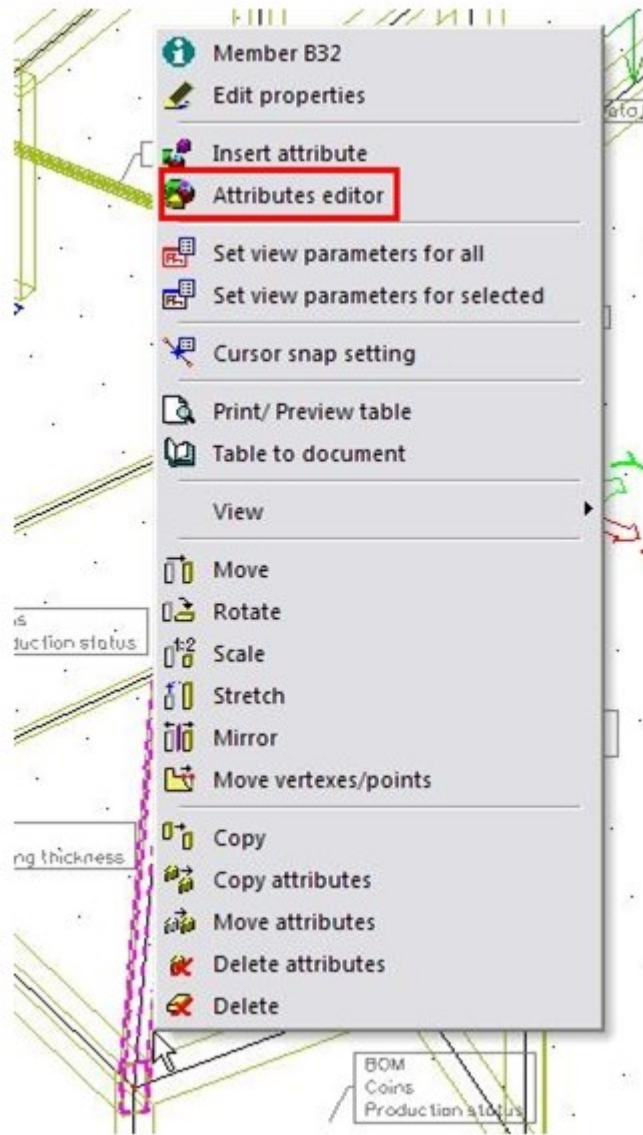 Member B32
Edit properties
Insert attribute
Attributes editor
Set view parameters for all
Set view parameters for selected
Cursor snap setting
Print/ Preview table
Table to document
View
Move
Rotate
1:2
Scale
Stretch
Mirror
Move vertexes/points
Copy
Copy attributes
Move attributes
Delete attributes
Delete
status
thickness
BOM
Coins
Production status